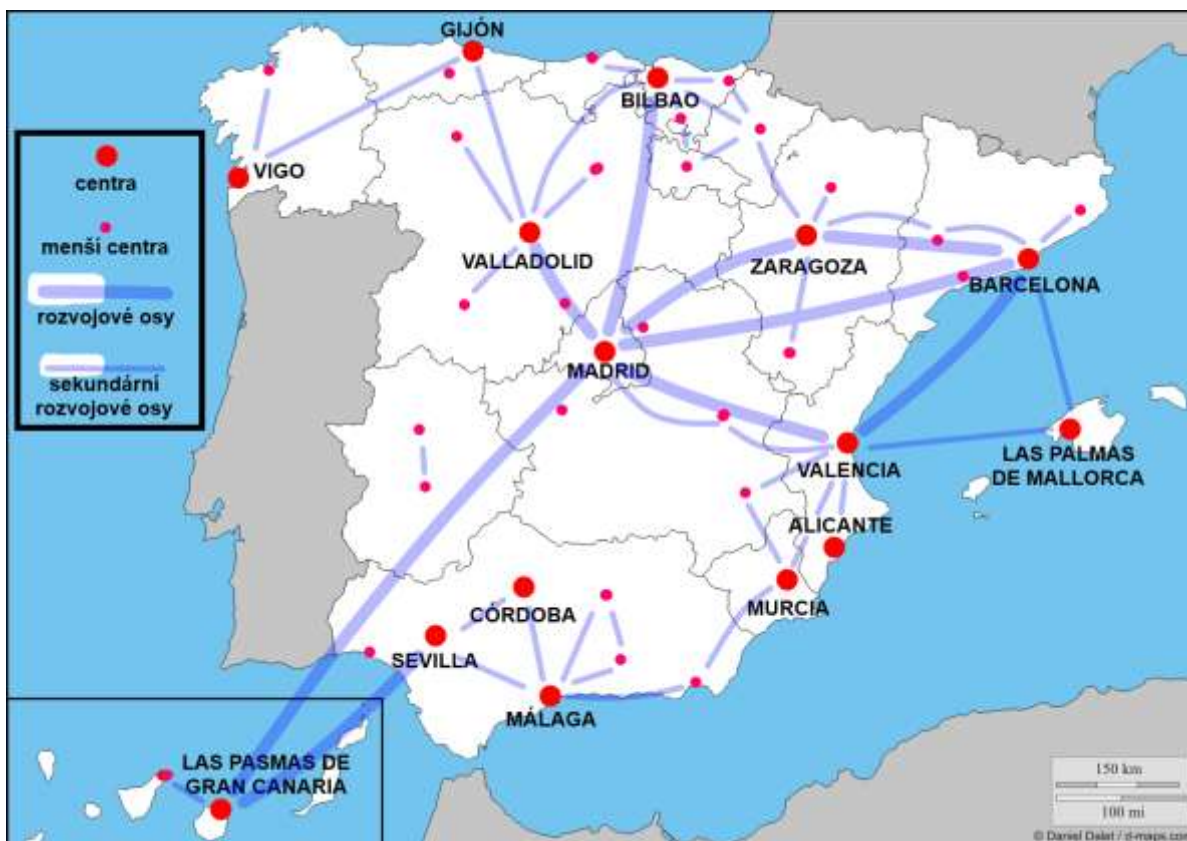 GIJÓN
BILBAO
centra
VIGO
menší centra
VALLADOLID
ZARAGOZA
BARCELONA
rozvojové osy
MADRID
sekundární
rozvojové osy
VALENCIA
LAS PALMAS
DE MALLORCA
ALICANTE
CÓRDOBA
MURCIA
SEVILLA
MÁLAGA
LAS PASMAS DE
GRAN CANARIA
150 km
100 mi
© Daniel Dalet / d-maps.com